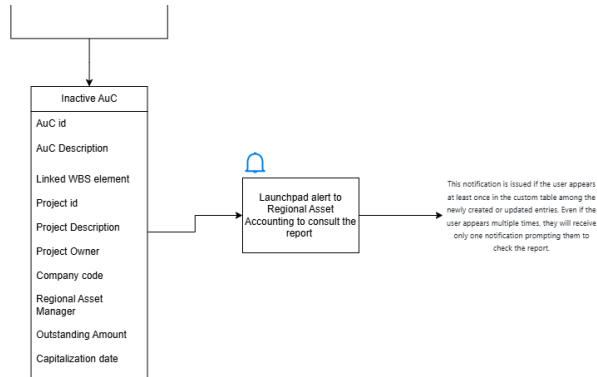 Inactive AuC
AuC id
AuC Description
Linked WBS element
Project id
Project Description
Project Owner
Company code
Regional Asset
Manager
Outstanding Amount
Capitalization date
Launchpad alert to
Regional Asset
Accounting to consult the
report
This notification is issued if the user appears
at least once in the custom table among the
newly created or updated entries. Even if the
user appears multiple times, they will receive
only one notification prompting them to
check the report.